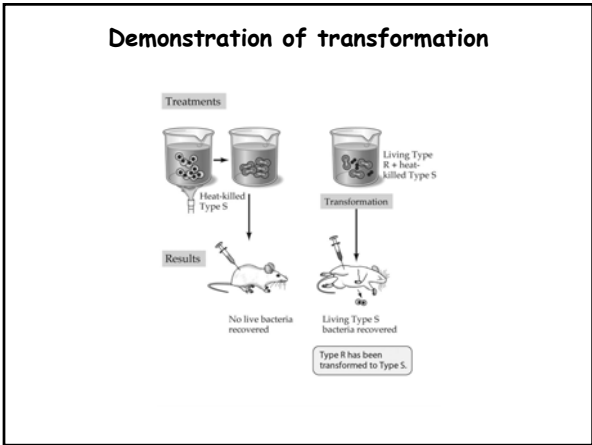 Demonstration of transformation
Treatments
Living Type
R + heat-
killed Type S
Heat-killed
Type S
Transformation
Results
No live bacteria
recovered
Living Type S
bacteria recovered
Type R has been
transformed to Type S.